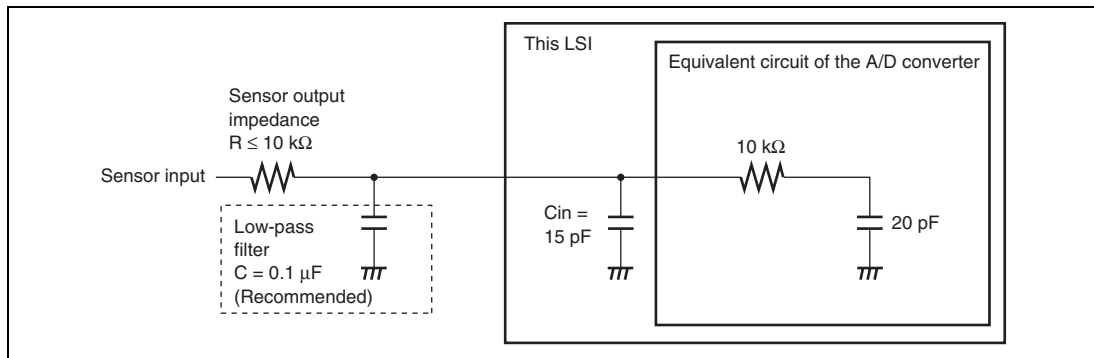 This LSI
Equivalent circuit of the A/D converter
Sensor output
impedance
R ≤ 10 kΩ
10 kΩ
Sensor input
Low-pass
filter
C = 0.1 μF
(Recommended)
Cin =
15 pF
20 pF